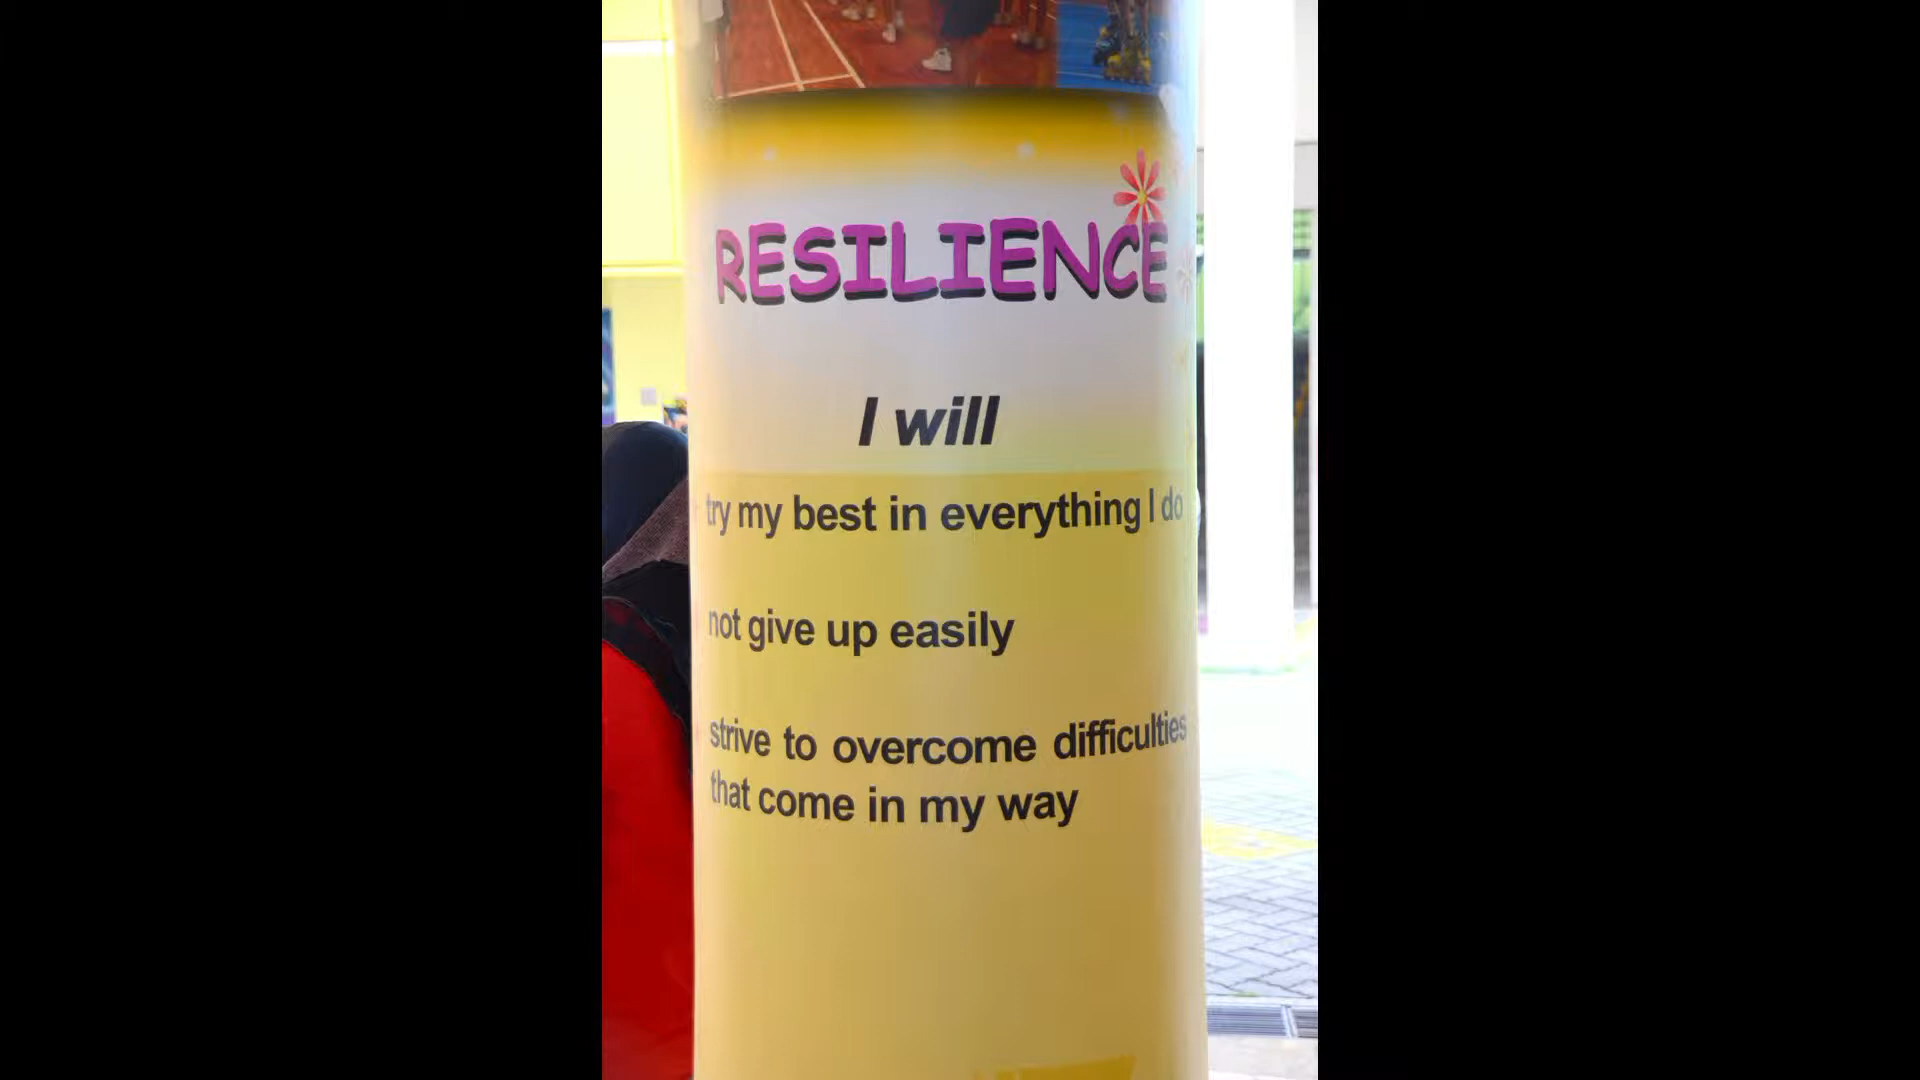 RESILIENCE
I will
try my best in everything I do
not give up easily
strive to overcome difficulties
that come in my way